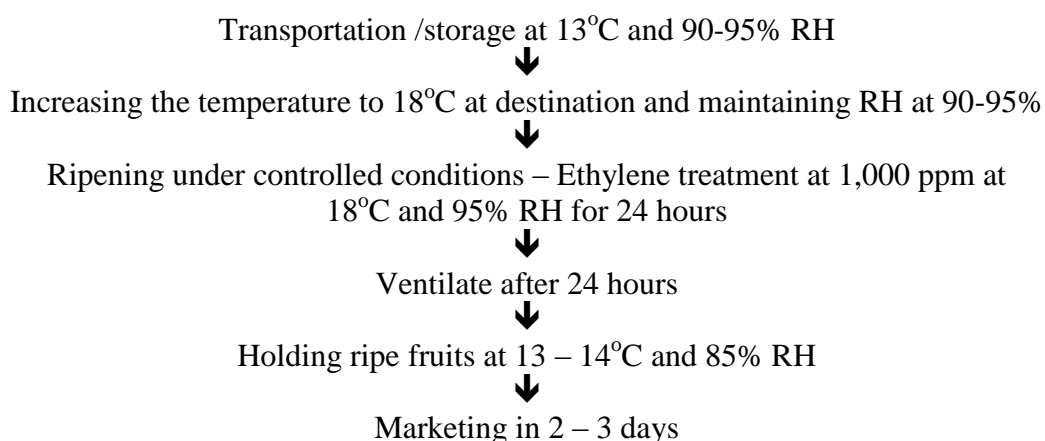 Transportation /storage at 13°C and 90-95% RH
Increasing the temperature to 18°C at destination and maintaining RH at 90-95%
Ripening under controlled conditions – Ethylene treatment at 1,000 ppm at
18°C and 95% RH for 24 hours
Ventilate after 24 hours
Holding ripe fruits at 13 – 14°C and 85% RH
Marketing in 2 – 3 days